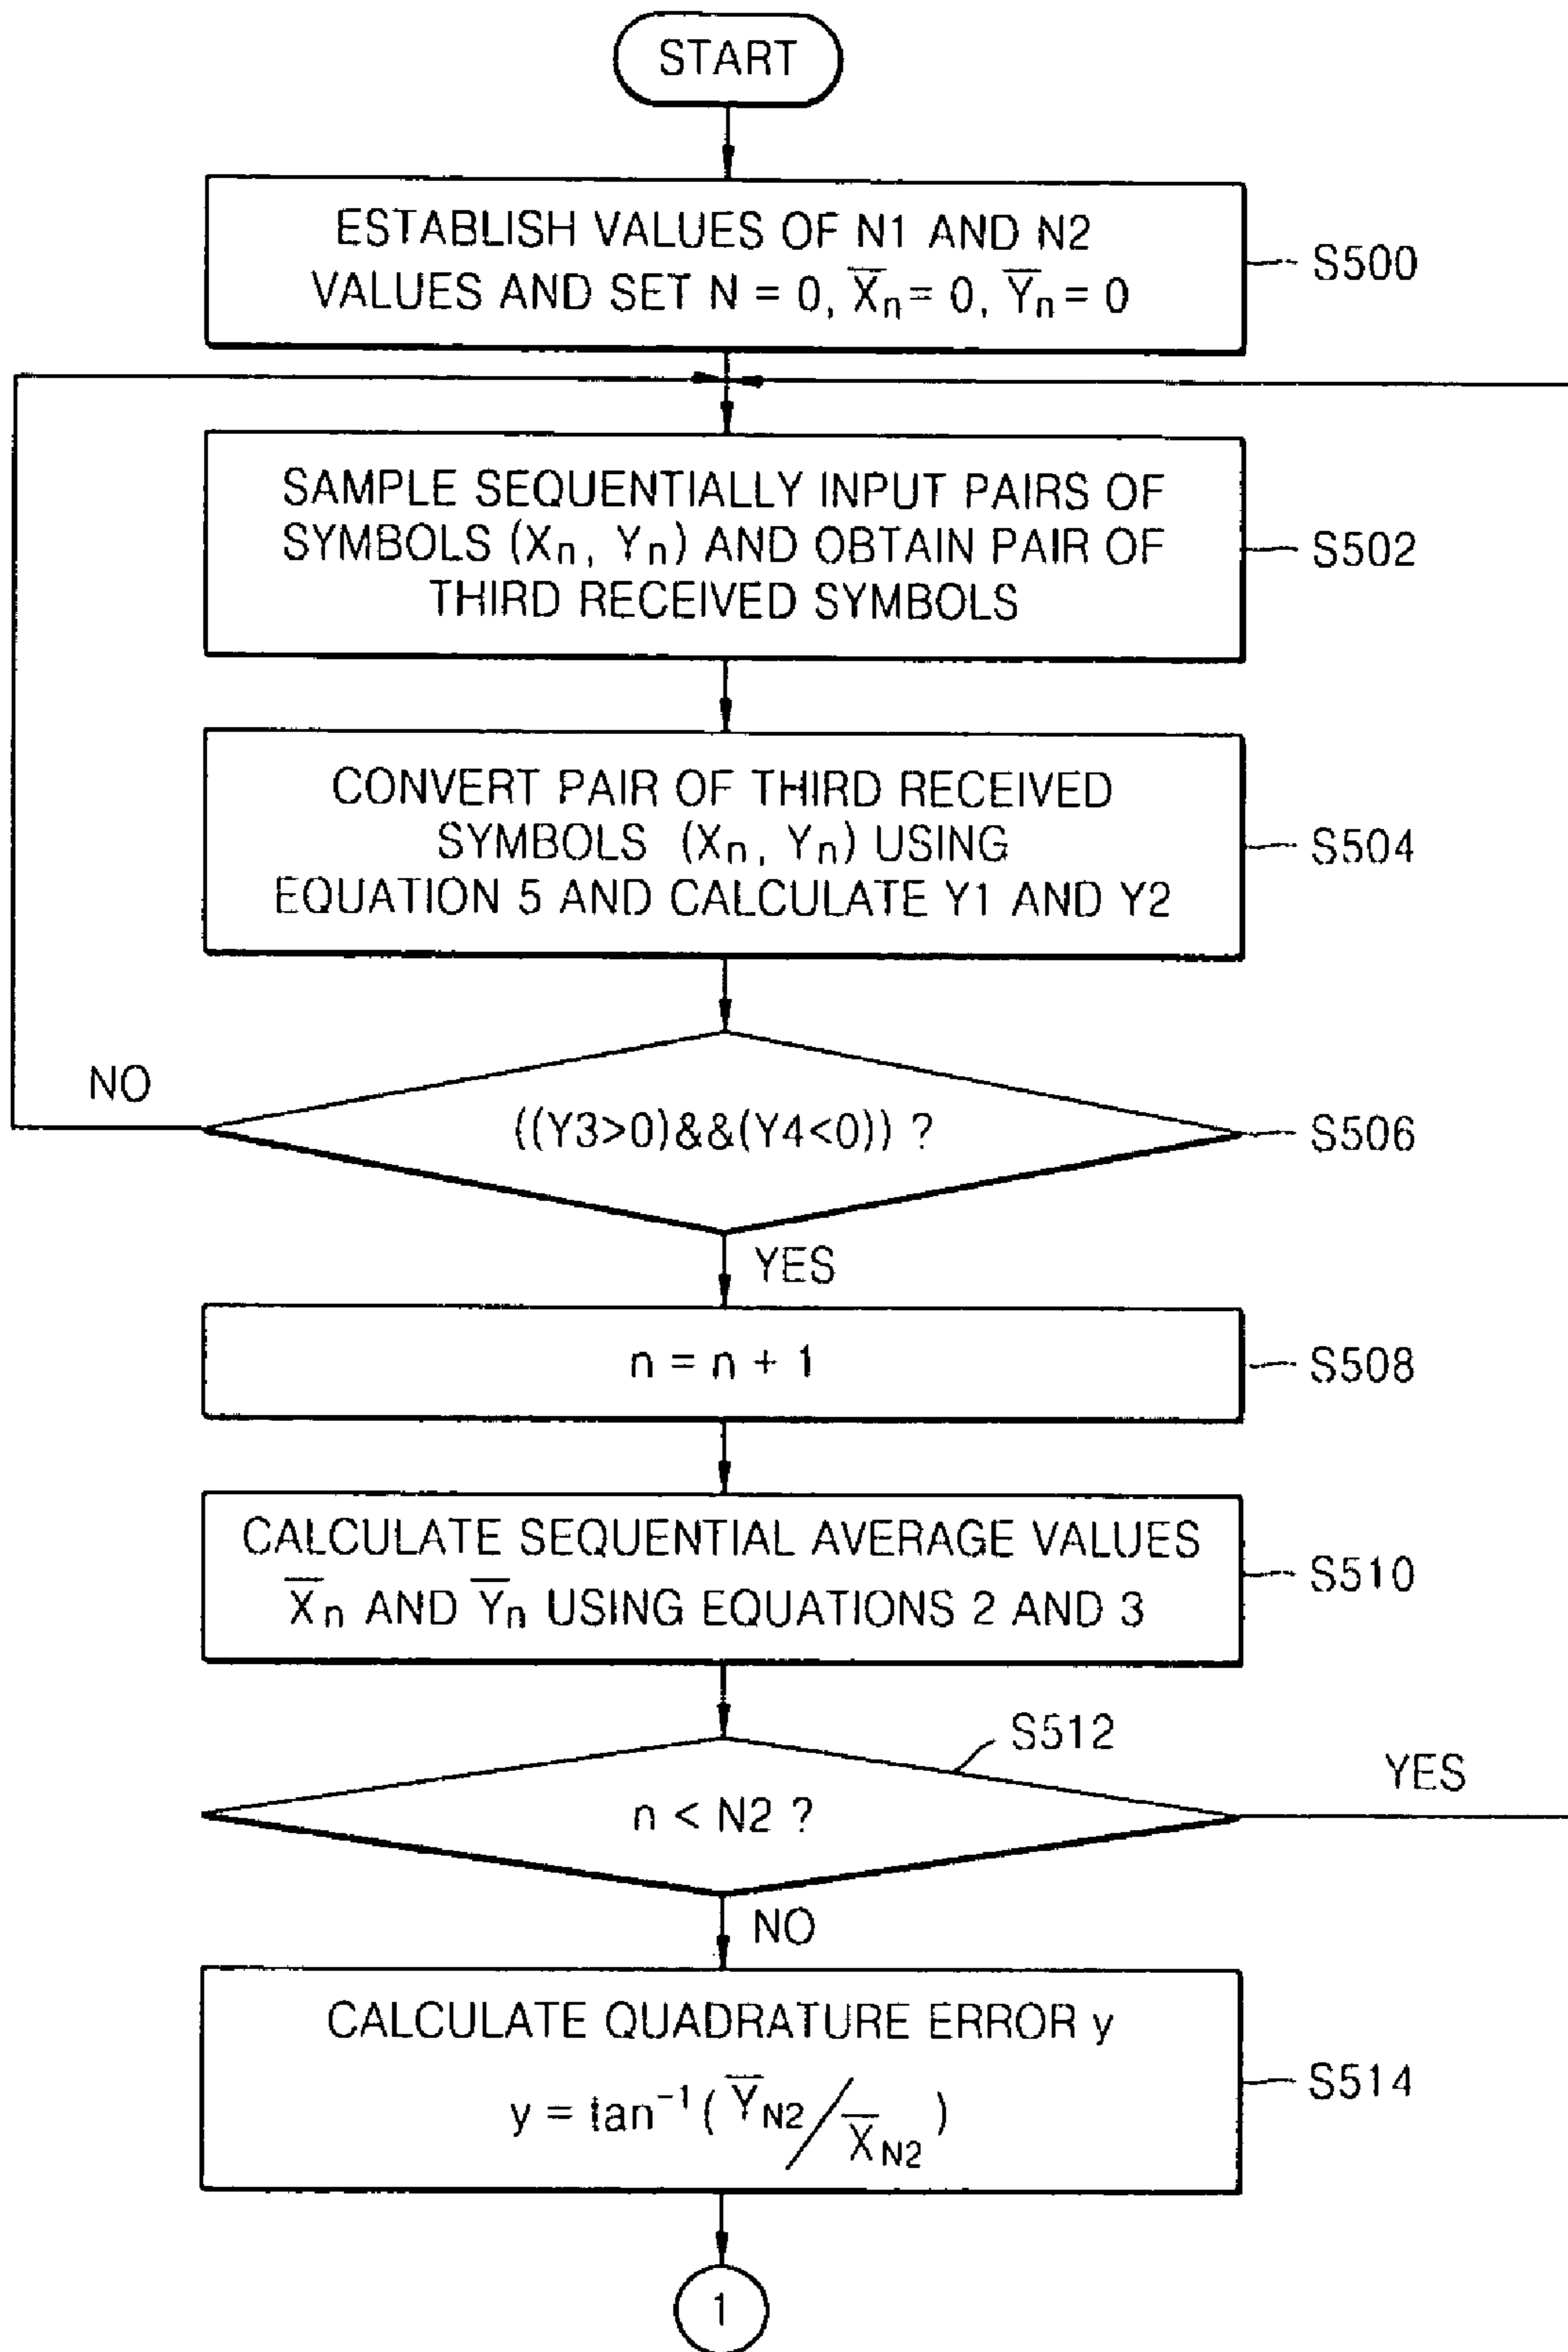 START
ESTABLISH VALUES OF N1 AND N2
VALUES AND SET N = 0, X̅n = 0, Y̅n = 0
S500
SAMPLE SEQUENTIALLY INPUT PAIRS OF
SYMBOLS (Xn, Yn) AND OBTAIN PAIR OF
THIRD RECEIVED SYMBOLS
S502
CONVERT PAIR OF THIRD RECEIVED
SYMBOLS (Xn, Yn) USING
EQUATION 5 AND CALCULATE Y1 AND Y2
S504
NO
((Y3>0)&&(Y4<0)) ?
S506
YES
n = n + 1
S508
CALCULATE SEQUENTIAL AVERAGE VALUES
X̅n AND Y̅n USING EQUATIONS 2 AND 3
S510
S512
YES
n < N2 ?
NO
CALCULATE QUADRATURE ERROR y
y = tan⁻¹ ( Y̅N2 / X̅N2 )
S514
1